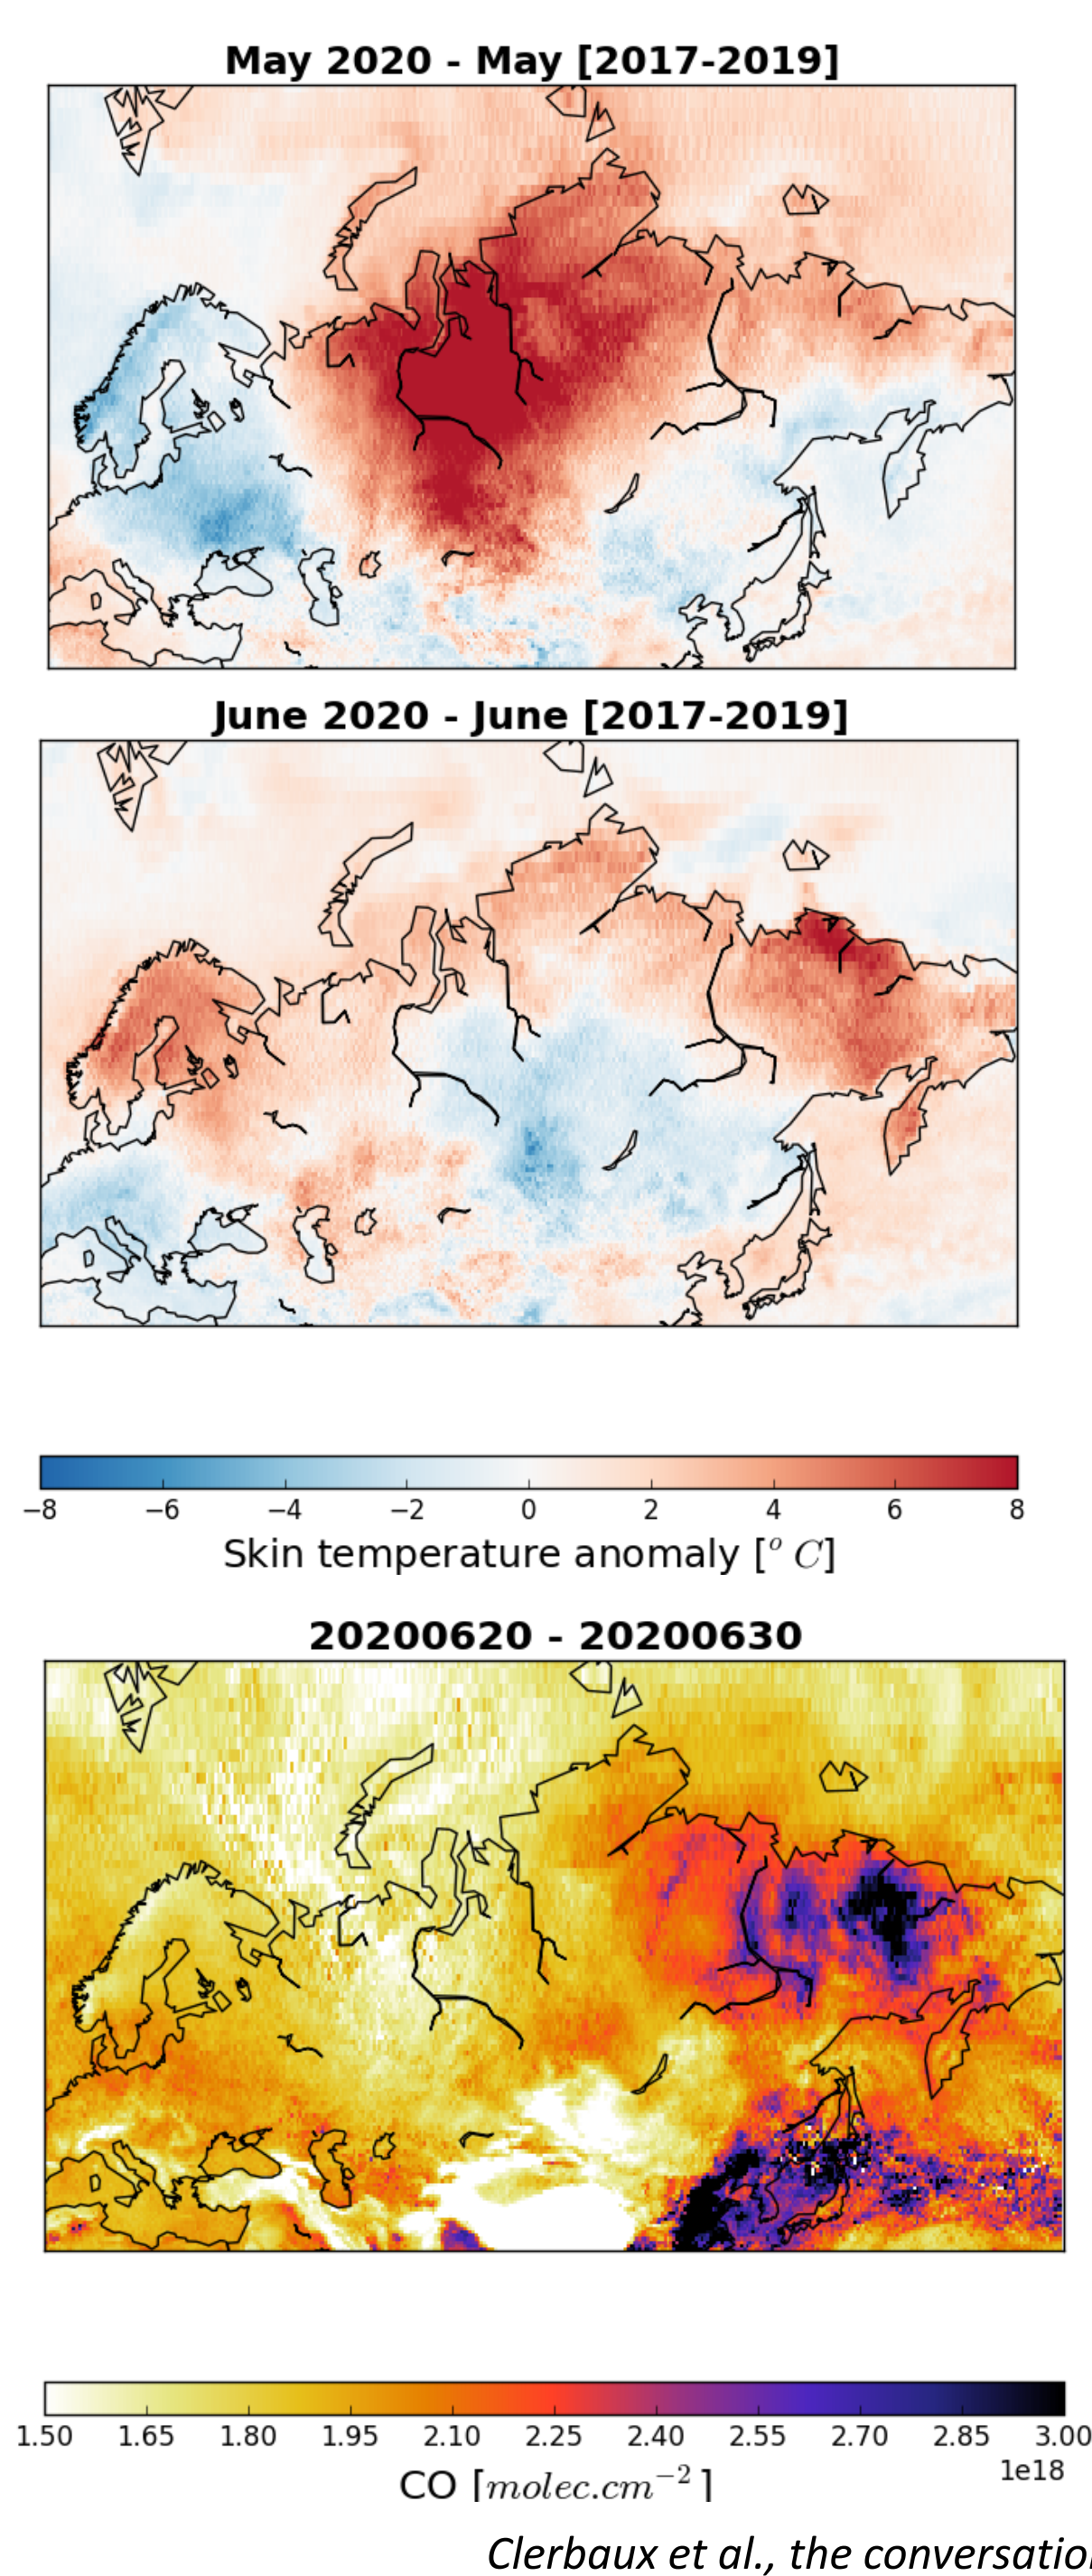 May 2020 - May [2017-2019]
June 2020 - June [2017-2019]
−8 −6 −4 −2 0 2 4 6 8
Skin temperature anomaly [° C]
20200620 - 20200630
1.50 1.65 1.80 1.95 2.10 2.25 2.40 2.55 2.70 2.85 3.00
1e18
CO [molec.cm⁻²]
Clerbaux et al., the conversatio